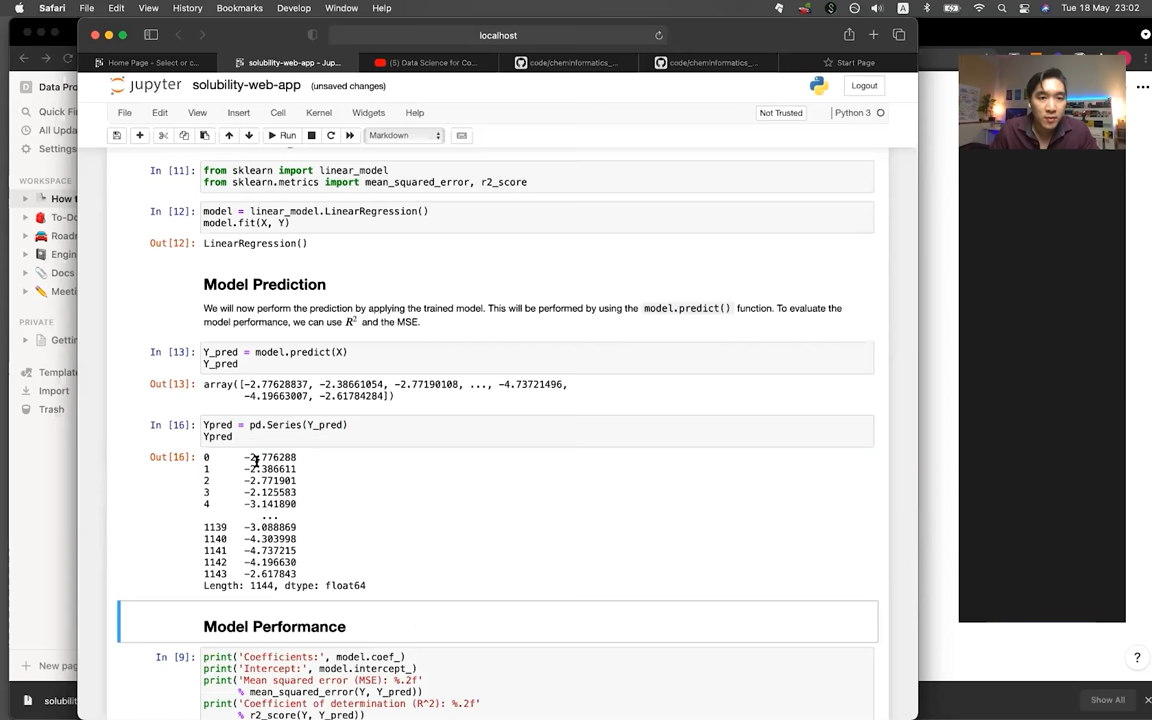 Safari File Edit View History Bookmarks Develop Window Help Tue 18 May 23:02
localhost
Home Page - Select or c... solubility-web-app - Jup... (5) Data Science for Co... code/cheminformatics_... code/cheminformatics_... Start Page
jupyter solubility-web-app (unsaved changes) Logout
File Edit View Insert Cell Kernel Widgets Help Not Trusted Python 3
Run Markdown
D Data Pro
Quick Fin
All Upda
Settings
WORKSPACE
How t
To-Do
Roadr
Engin
Docs
Meeti
PRIVATE
Gettir
Templat
Import
Trash
New pag
solubilit
In [11]: from sklearn import linear_model
from sklearn.metrics import mean_squared_error, r2_score
In [12]: model = linear_model.LinearRegression()
model.fit(X, Y)
Out[12]: LinearRegression()
Model Prediction
We will now perform the prediction by applying the trained model. This will be performed by using the model.predict() function. To evaluate the
model performance, we can use R² and the MSE.
In [13]: Y_pred = model.predict(X)
Y_pred
Out[13]: array([-2.77628837, -2.38661054, -2.77190108, ..., -4.73721496,
-4.19663007, -2.61784284])
In [16]: Ypred = pd.Series(Y_pred)
Ypred
Out[16]: 0 -2.776288
1 -2.386611
2 -2.771901
3 -2.125583
4 -3.141890
...
1139 -3.088869
1140 -4.303998
1141 -4.737215
1142 -4.196630
1143 -2.617843
Length: 1144, dtype: float64
Model Performance
In [9]: print('Coefficients:', model.coef_)
print('Intercept:', model.intercept_)
print('Mean squared error (MSE): %.2f'
% mean_squared_error(Y, Y_pred))
print('Coefficient of determination (R^2): %.2f'
% r2_score(Y, Y_pred))
Show All